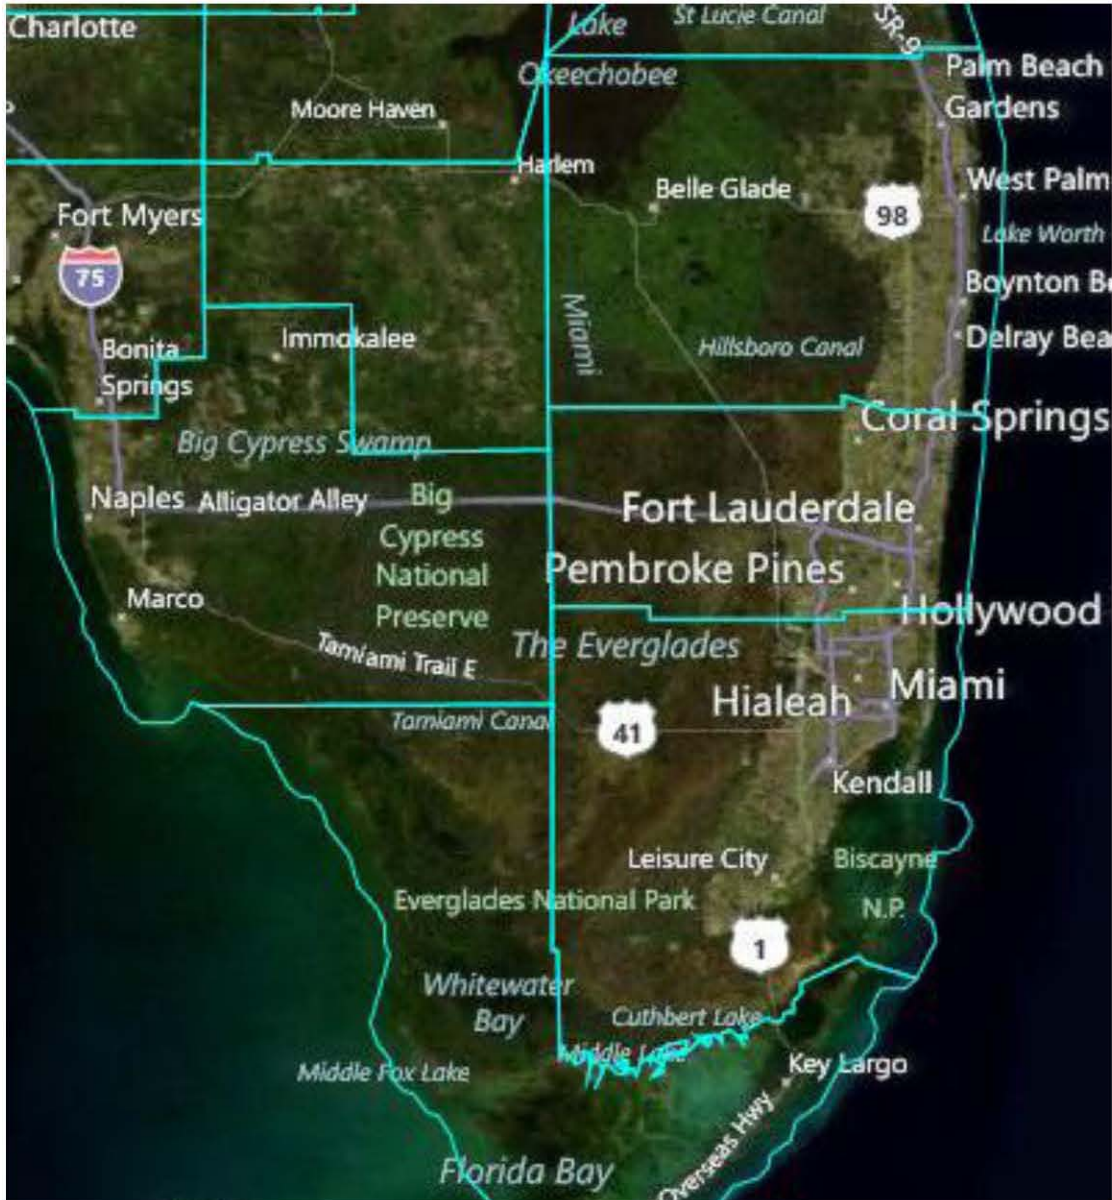 Charlotte
Lake
Okeechobee
St Lucie Canal
SR-9
Palm Beach
Gardens
Moore Haven
Harlem
Belle Glade
98
West Palm
Lake Worth
Fort Myers
75
Boynton Be
Miami
Immokalee
Hillsboro Canal
Delray Bea
Bonita
Springs
Coral Springs
Big Cypress Swamp
Naples
Alligator Alley
Big
Cypress
National
Preserve
Fort Lauderdale
Pembroke Pines
Marco
Hollywood
Tamiami Trail E
The Everglades
Hialeah
Miami
Tamiami Canal
41
Kendall
Leisure City
Biscayne
N.P.
Everglades National Park
1
Whitewater
Bay
Cuthbert Lake
Middle Lake
Key Largo
Middle Fox Lake
Overseas Hwy
Florida Bay